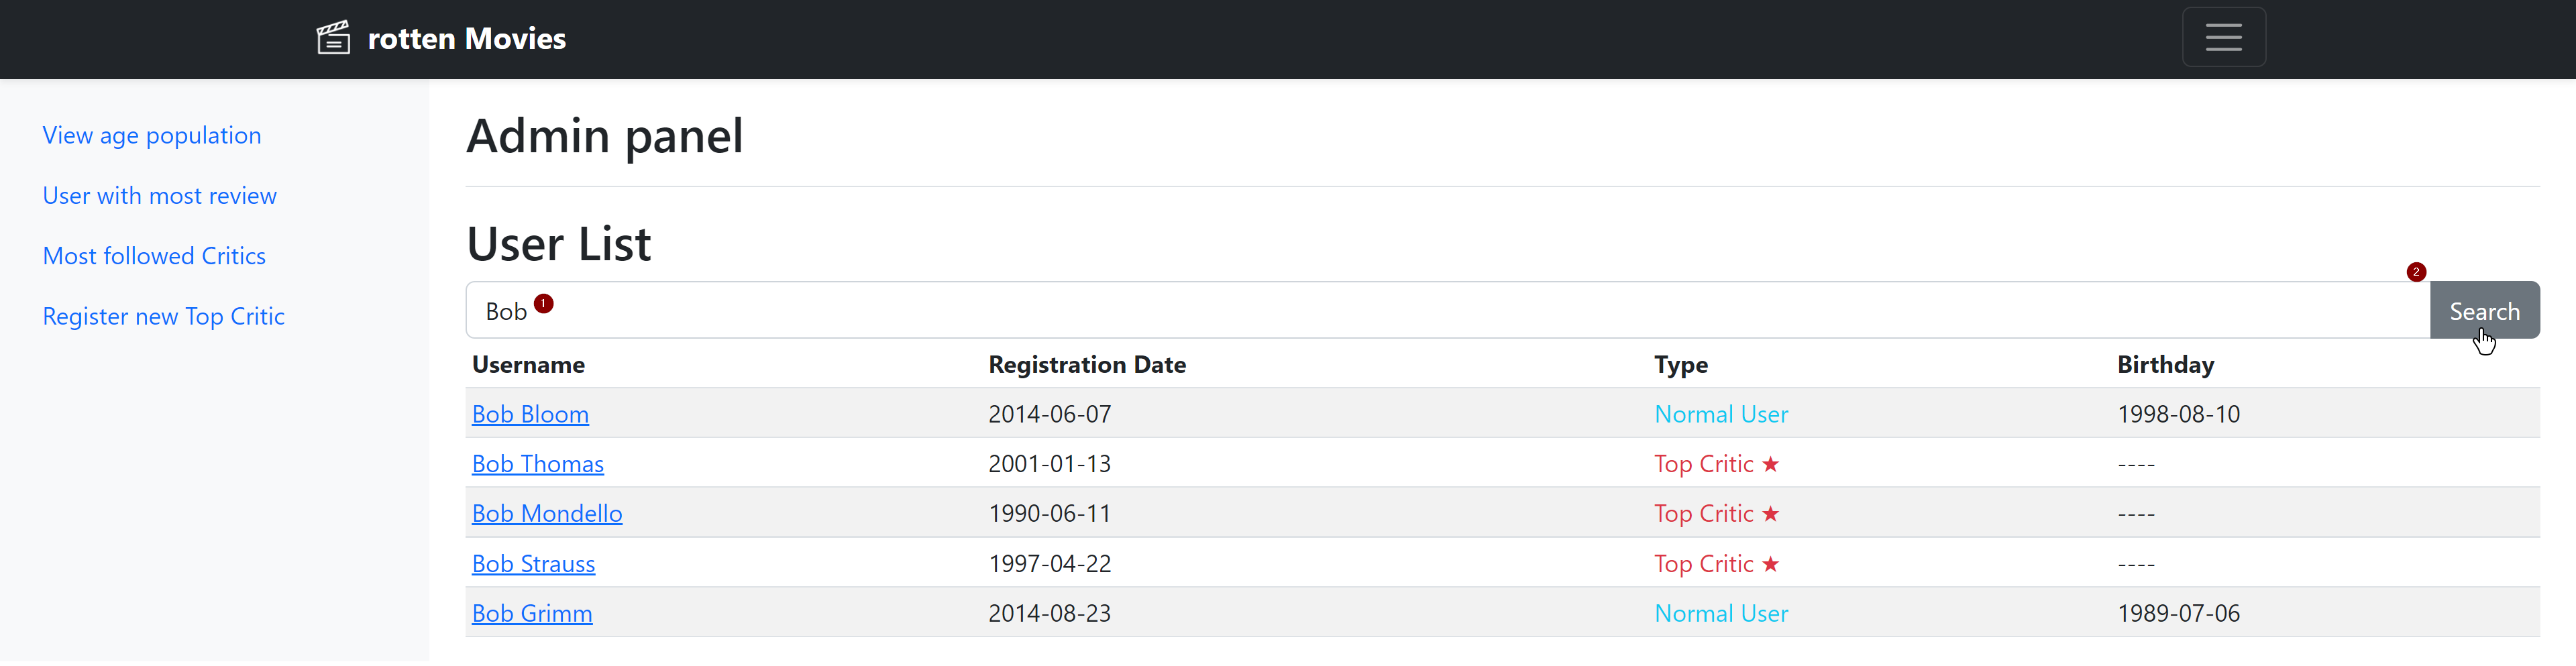 rotten Movies
View age population
User with most review
Most followed Critics
Register new Top Critic
Admin panel
User List
Bob 1
2
Search
Username Registration Date Type Birthday
Bob Bloom 2014-06-07 Normal User 1998-08-10
Bob Thomas 2001-01-13 Top Critic ★ ----
Bob Mondello 1990-06-11 Top Critic ★ ----
Bob Strauss 1997-04-22 Top Critic ★ ----
Bob Grimm 2014-08-23 Normal User 1989-07-06